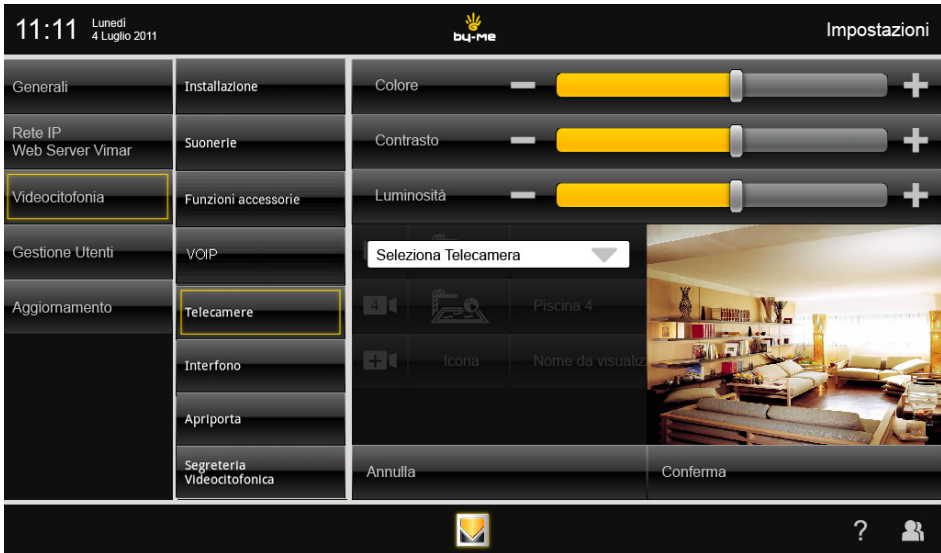 11:11
Lunedì
4 Luglio 2011
by-me
Impostazioni
Generali
Rete IP
Web Server Vimar
Videocitofonia
Gestione Utenti
Aggiornamento
Installazione
Suonerie
Funzioni accessorie
VOIP
Telecamere
Interfono
Apriporta
Segreteria
Videocitofonica
Colore
Contrasto
Luminosità
Seleziona Telecamera
4
Piscina 4
Icona
Nome da visualiz
Annulla
Conferma
?